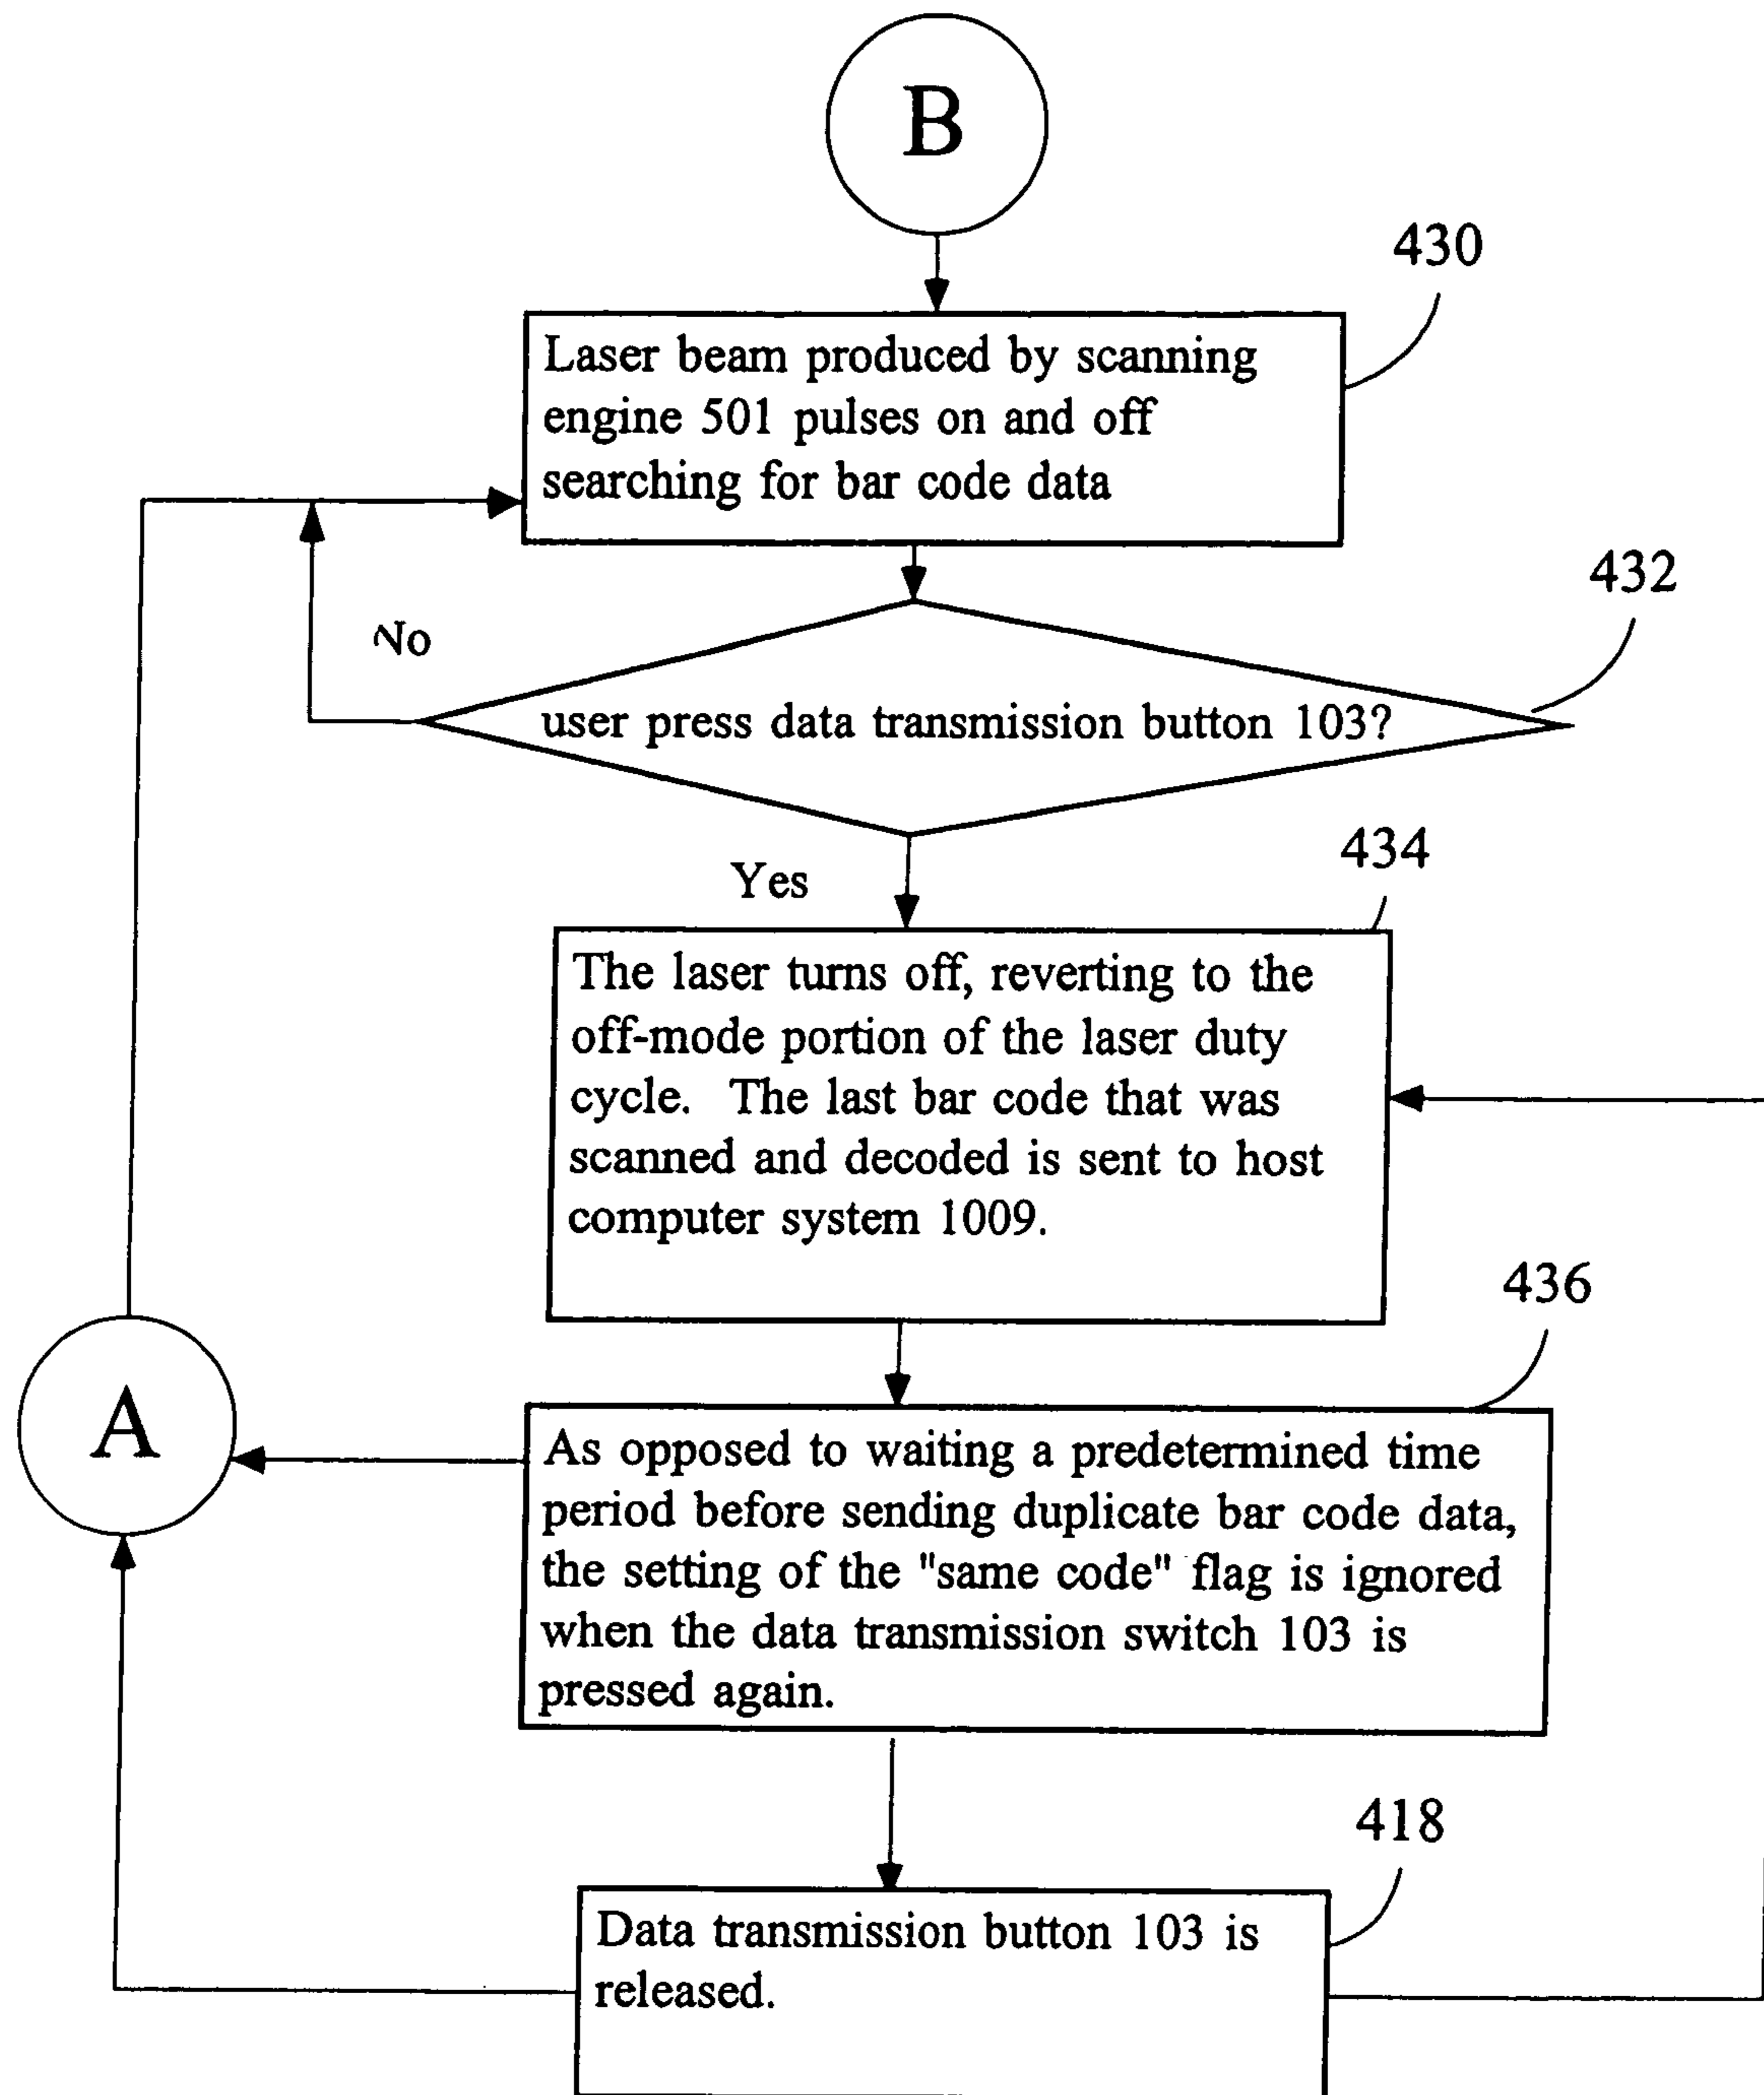 B
430
Laser beam produced by scanning
engine 501 pulses on and off
searching for bar code data
432
No
user press data transmission button 103?
434
Yes
The laser turns off, reverting to the
off-mode portion of the laser duty
cycle. The last bar code that was
scanned and decoded is sent to host
computer system 1009.
436
A
As opposed to waiting a predetermined time
period before sending duplicate bar code data,
the setting of the "same code" flag is ignored
when the data transmission switch 103 is
pressed again.
418
Data transmission button 103 is
released.